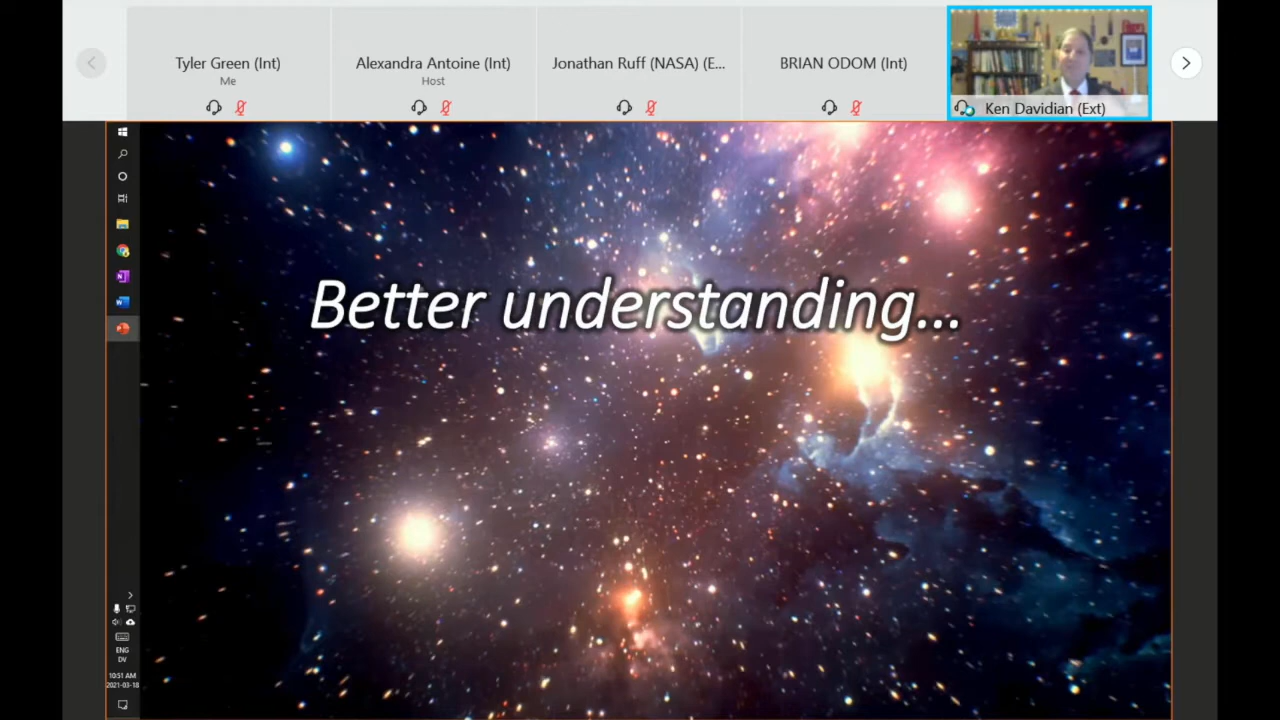 Tyler Green (Int)
Me
Alexandra Antoine (Int)
Host
Jonathan Ruff (NASA) (E...
BRIAN ODOM (Int)
Ken Davidian (Ext)
Better understanding...
ENG
DV
10:51 AM
2021-03-18